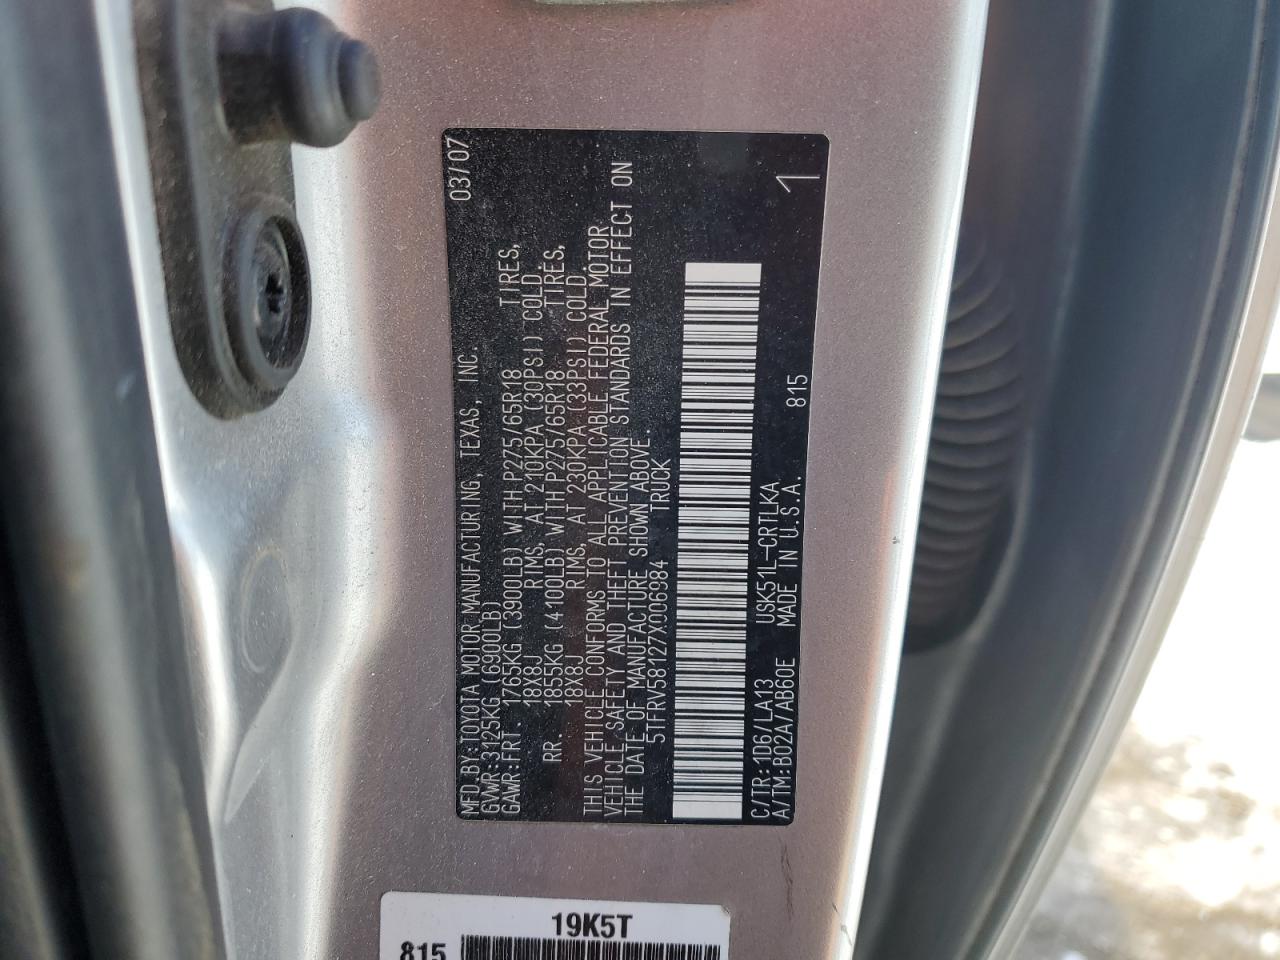 MFD.BY:TOYOTA MOTOR MANUFACTURING, TEXAS, INC. 03/07
GVWR:3125KG (6900LB)
GAWR:FRT. 1765KG (3900LB) WITH P275/65R18 TIRES,
18X8J RIMS, AT 210KPA (30PSI) COLD.
RR 1855KG (4100LB) WITH P275/65R18 TIRES,
18X8J RIMS, AT 230KPA (33PSI) COLD.
THIS VEHICLE CONFORMS TO ALL APPLICABLE FEDERAL MOTOR
VEHICLE SAFETY AND THEFT PREVENTION STANDARDS IN EFFECT ON
THE DATE OF MANUFACTURE SHOWN ABOVE.
5TFRV58127X006984 TRUCK
C/TR:1D6/LA13 USK51L-CRTLKA 815
A/TM:B02A/AB60E MADE IN U.S.A. 1
19K5T
815